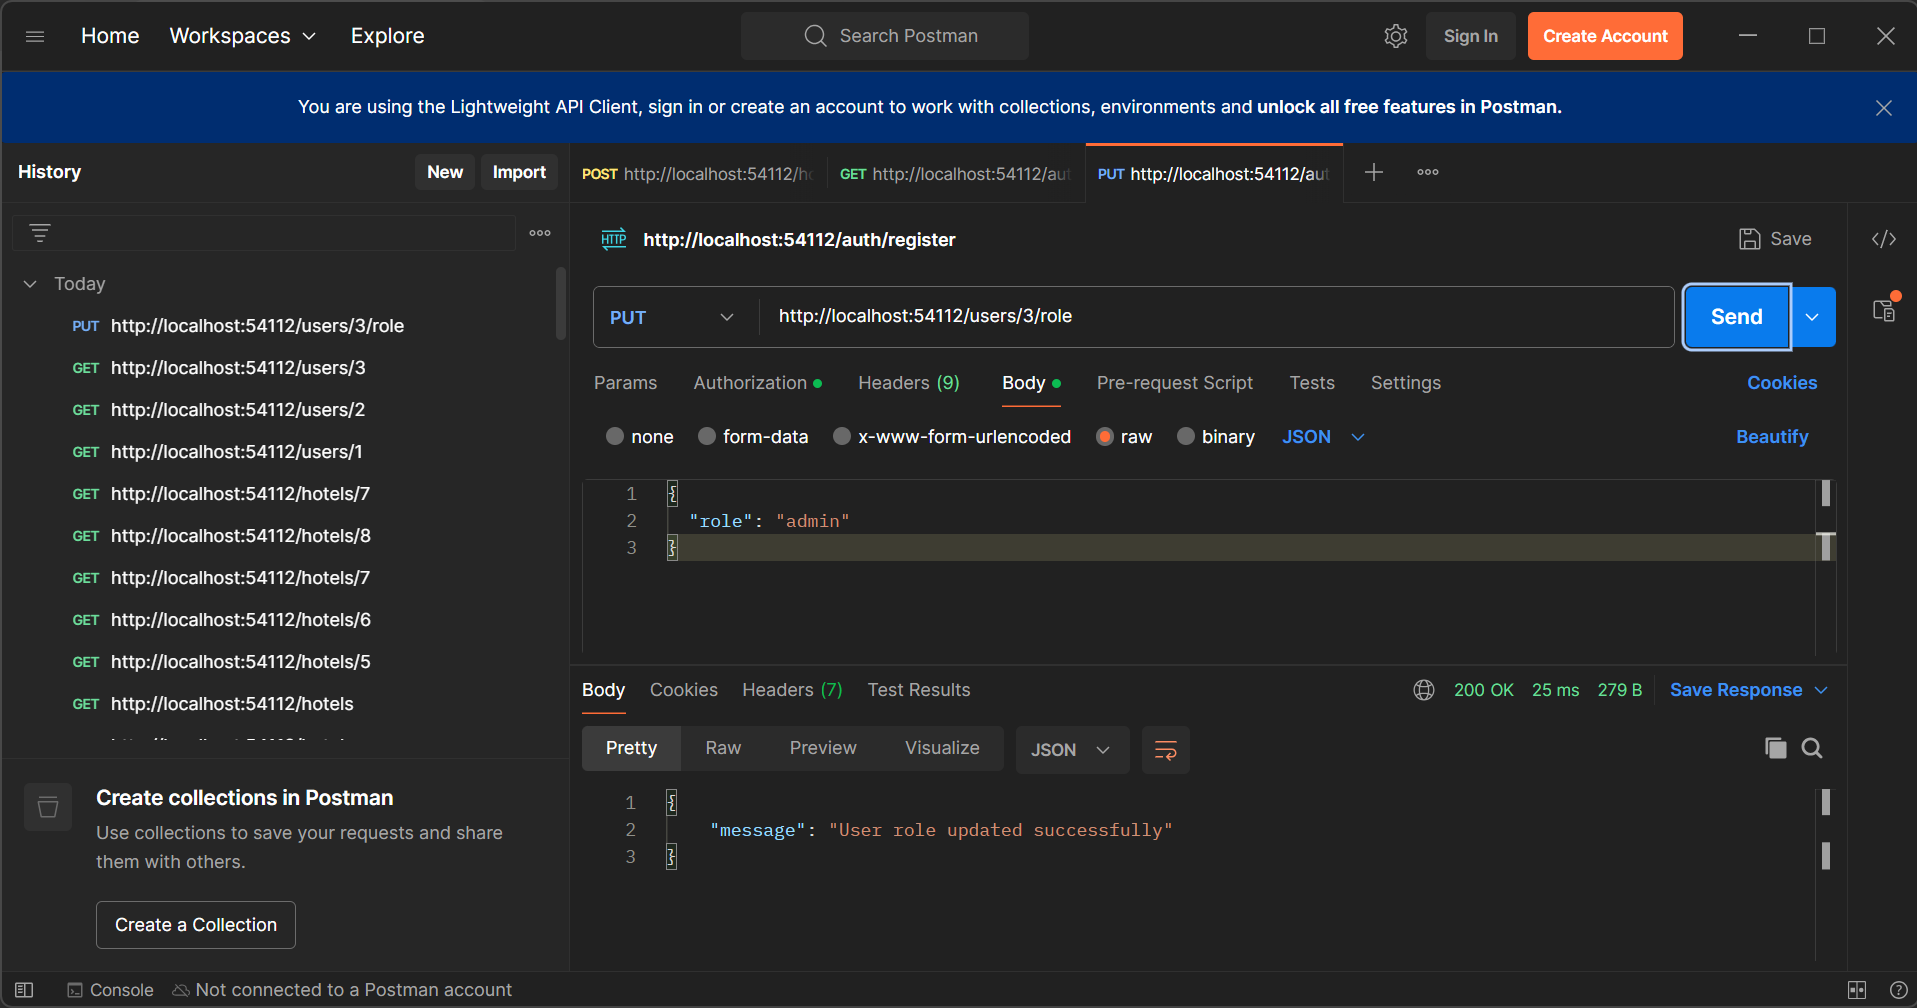 Home Workspaces Explore Search Postman Sign In Create Account
You are using the Lightweight API Client, sign in or create an account to work with collections, environments and unlock all free features in Postman.
History New Import
POST http://localhost:54112/ho GET http://localhost:54112/aut PUT http://localhost:54112/aut
HTTP http://localhost:54112/auth/register Save
Today
PUT http://localhost:54112/users/3/role
GET http://localhost:54112/users/3
GET http://localhost:54112/users/2
GET http://localhost:54112/users/1
GET http://localhost:54112/hotels/7
GET http://localhost:54112/hotels/8
GET http://localhost:54112/hotels/7
GET http://localhost:54112/hotels/6
GET http://localhost:54112/hotels/5
GET http://localhost:54112/hotels
Create collections in Postman
Use collections to save your requests and share
them with others.
Create a Collection
PUT http://localhost:54112/users/3/role Send
Params Authorization Headers (9) Body Pre-request Script Tests Settings Cookies
none form-data x-www-form-urlencoded raw binary JSON Beautify
1 {
2 "role": "admin"
3 }
Body Cookies Headers (7) Test Results 200 OK 25 ms 279 B Save Response
Pretty Raw Preview Visualize JSON
1 {
2 "message": "User role updated successfully"
3 }
Console Not connected to a Postman account